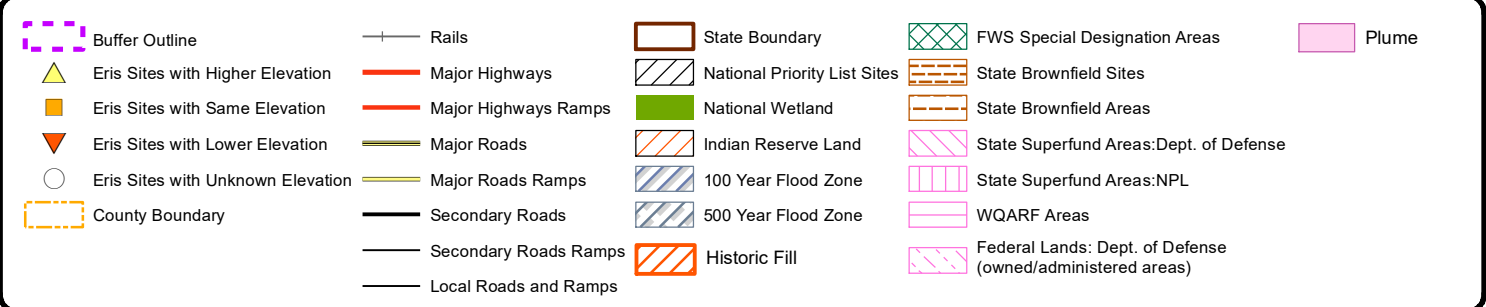 Buffer Outline
Eris Sites with Higher Elevation
Eris Sites with Same Elevation
Eris Sites with Lower Elevation
Eris Sites with Unknown Elevation
County Boundary
Rails
Major Highways
Major Highways Ramps
Major Roads
Major Roads Ramps
Secondary Roads
Secondary Roads Ramps
Local Roads and Ramps
State Boundary
National Priority List Sites
National Wetland
Indian Reserve Land
100 Year Flood Zone
500 Year Flood Zone
Historic Fill
FWS Special Designation Areas
State Brownfield Sites
State Brownfield Areas
State Superfund Areas:Dept. of Defense
State Superfund Areas:NPL
WQARF Areas
Federal Lands: Dept. of Defense
(owned/administered areas)
Plume